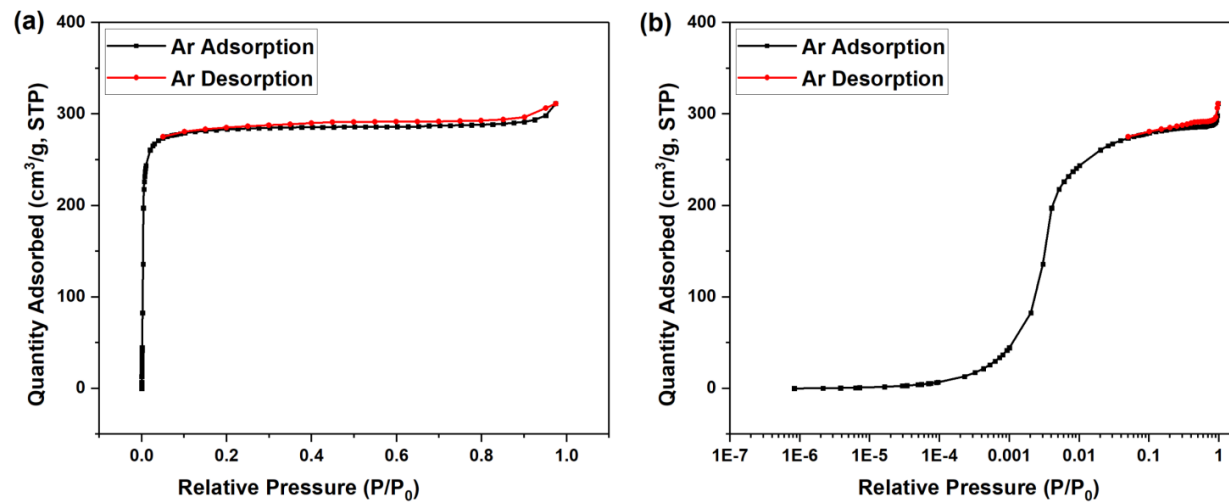 (a)
Quantity Adsorbed (cm³/g, STP)
400
300
200
100
0
Ar Adsorption
Ar Desorption
0.0 0.2 0.4 0.6 0.8 1.0
Relative Pressure (P/P₀)
(b)
Quantity Adsorbed (cm³/g, STP)
400
300
200
100
0
Ar Adsorption
Ar Desorption
1E-7 1E-6 1E-5 1E-4 0.001 0.01 0.1 1
Relative Pressure (P/P₀)